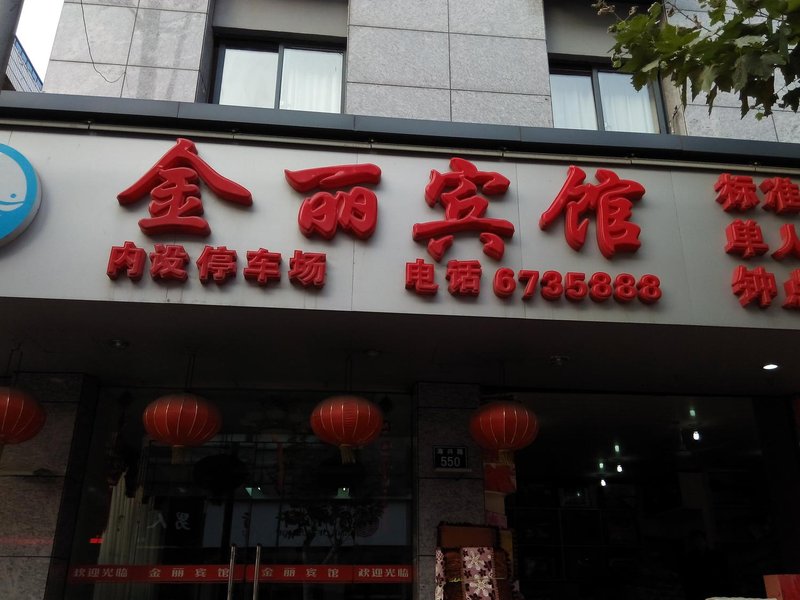 金丽宾馆
内设停车场
电话 6735888
标准
单人
钟点
550
欢迎光临 金丽宾馆 金丽宾馆 欢迎光临